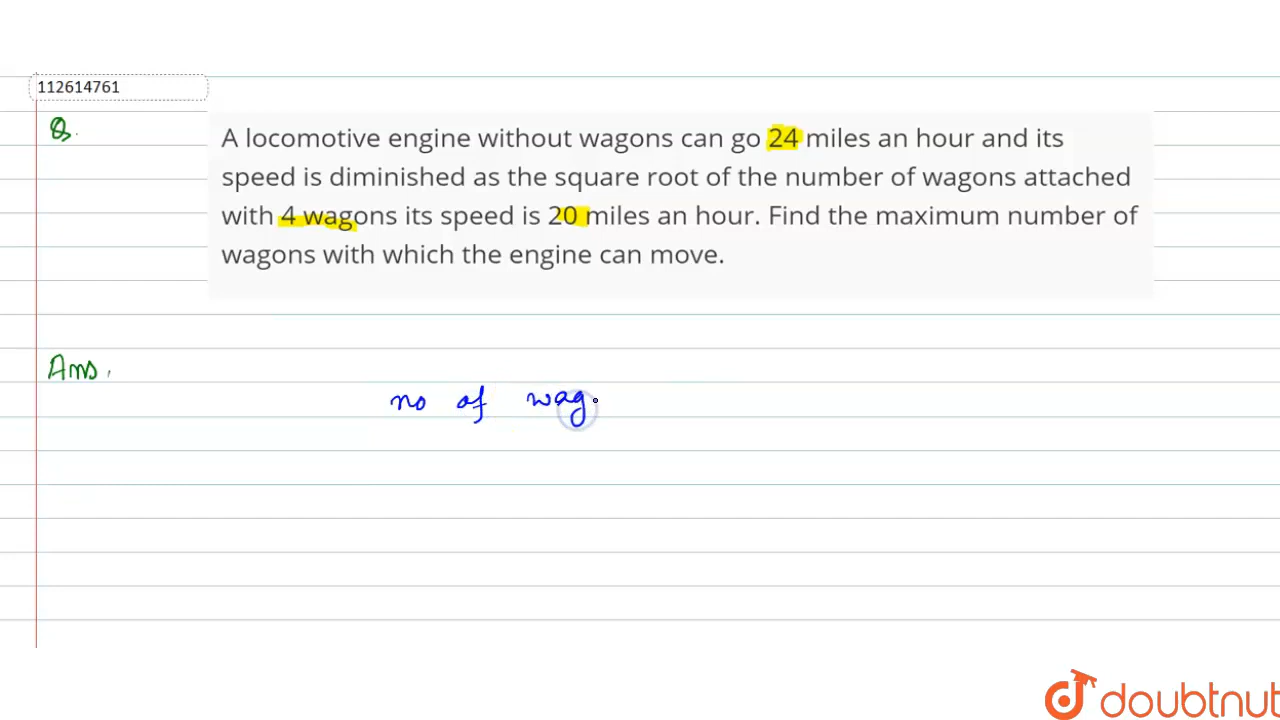 112614761
Q.
A locomotive engine without wagons can go 24 miles an hour and its
speed is diminished as the square root of the number of wagons attached
with 4 wagons its speed is 20 miles an hour. Find the maximum number of
wagons with which the engine can move.
Ans.
no of wag.
doubtnut